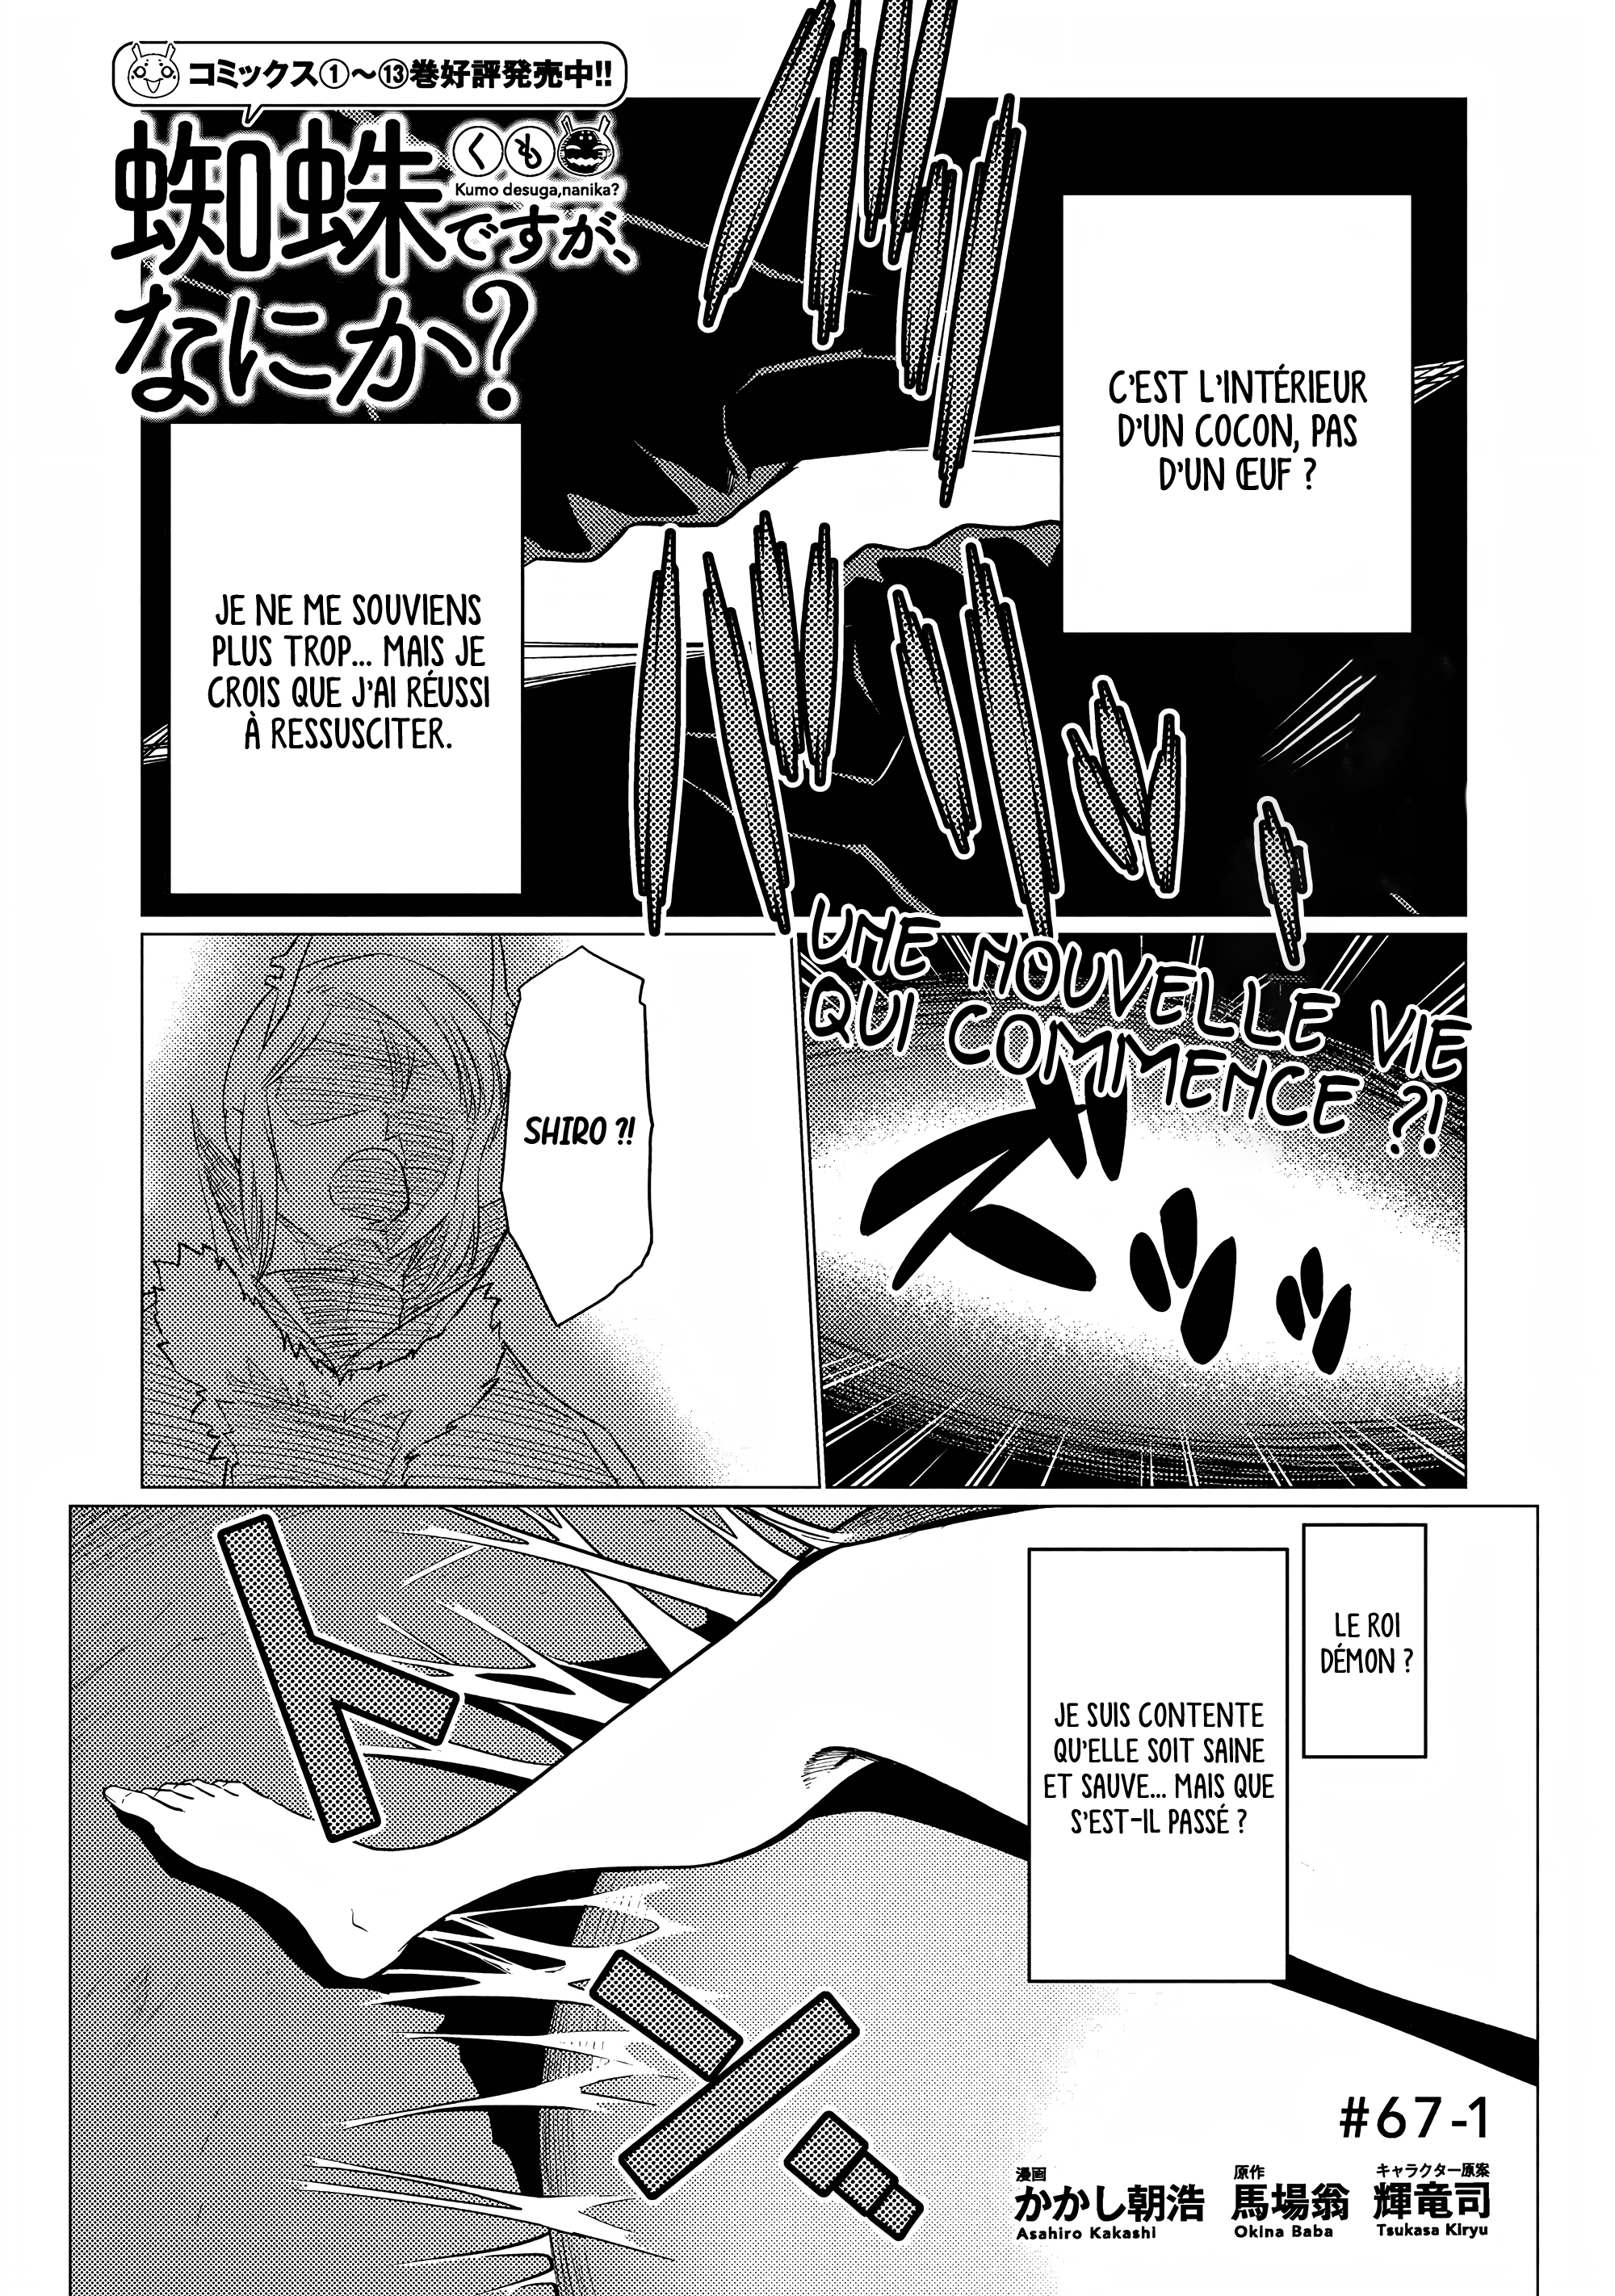 コミックス①〜⑬巻好評発売中!!
蜘蛛
くも
Kumo desuga,nanika?
ですが、
なにか?
C'EST L'INTÉRIEUR
D'UN COCON, PAS
D'UN ŒUF ?
JE NE ME SOUVIENS
PLUS TROP... MAIS JE
CROIS QUE J'AI RÉUSSI
À RESSUSCITER.
UNE NOUVELLE VIE
QUI COMMENCE ?!
ズッッ
SHIRO ?!
LE ROI
DÉMON ?
JE SUIS CONTENTE
QU'ELLE SOIT SAINE
ET SAUVE... MAIS QUE
S'EST-IL PASSÉ ?
#67-1
漫画
かかし朝浩
Asahiro Kakashi
原作
馬場翁
Okina Baba
キャラクター原案
輝竜司
Tsukasa Kiryu